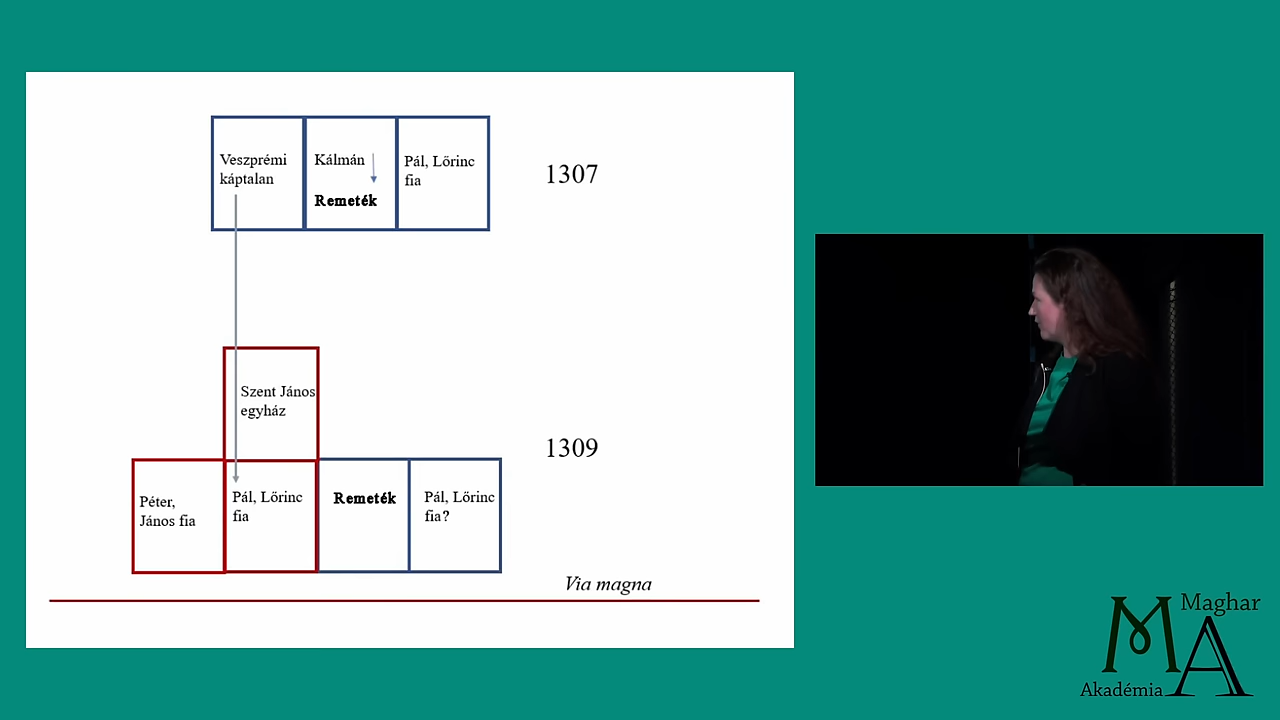 Veszprémi
káptalan
Kálmán
Remeték
Pál, Lőrinc
fia
1307
Szent János
egyház
1309
Péter,
János fia
Pál, Lőrinc
fia
Remeték
Pál, Lőrinc
fia?
Via magna
MA
Maghar
Akadémia